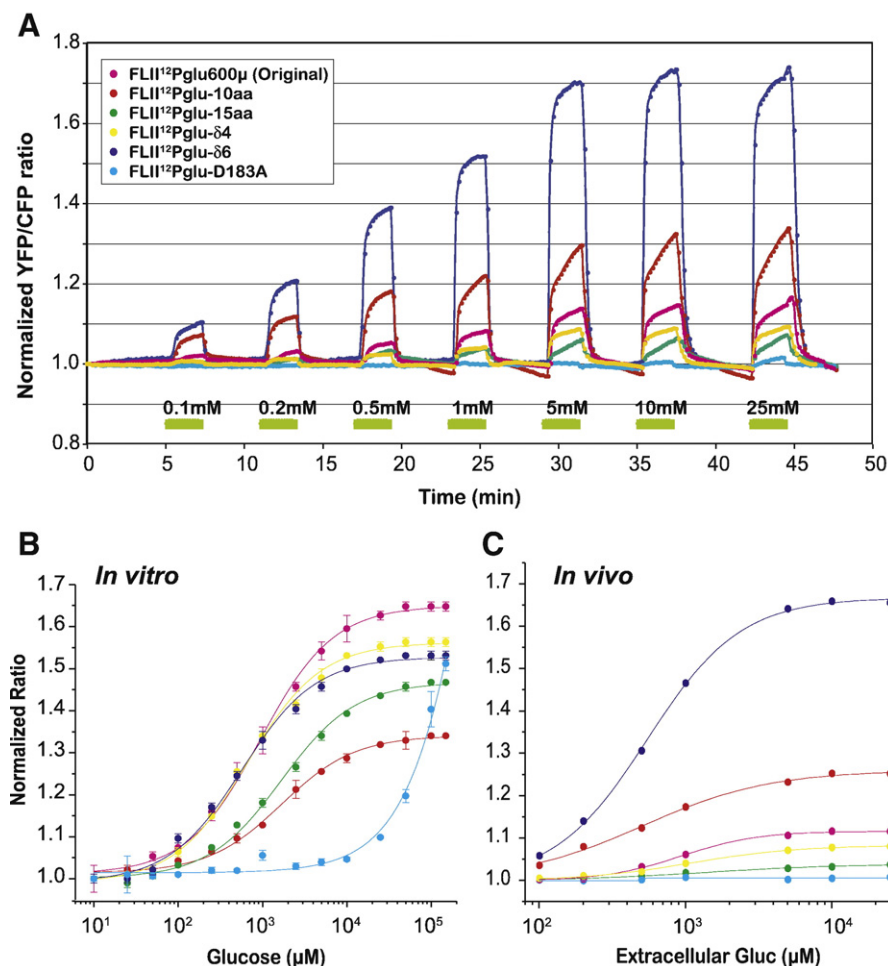 A
Normalized YFP/CFP ratio
1.8
1.6
1.4
1.2
1.0
0.8
FLII¹²Pglu600µ (Original)
FLII¹²Pglu-10aa
FLII¹²Pglu-15aa
FLII¹²Pglu-δ4
FLII¹²Pglu-δ6
FLII¹²Pglu-D183A
0.1mM 0.2mM 0.5mM 1mM 5mM 10mM 25mM
0 5 10 15 20 25 30 35 40 45 50
Time (min)
B
In vitro
Normalized Ratio
1.7
1.6
1.5
1.4
1.3
1.2
1.1
1.0
10¹ 10² 10³ 10⁴ 10⁵
Glucose (µM)
C
In vivo
1.7
1.6
1.5
1.4
1.3
1.2
1.1
1.0
10² 10³ 10⁴
Extracellular Gluc (µM)